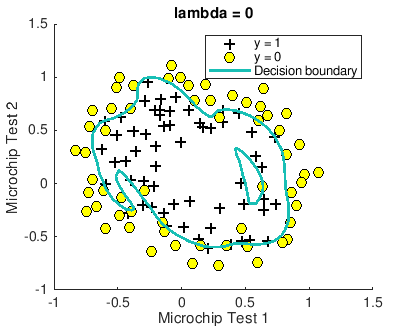 lambda = 0
y = 1
y = 0
Decision boundary
1.5
1
0.5
0
-0.5
-1
Microchip Test 2
-1 -0.5 0 0.5 1 1.5
Microchip Test 1